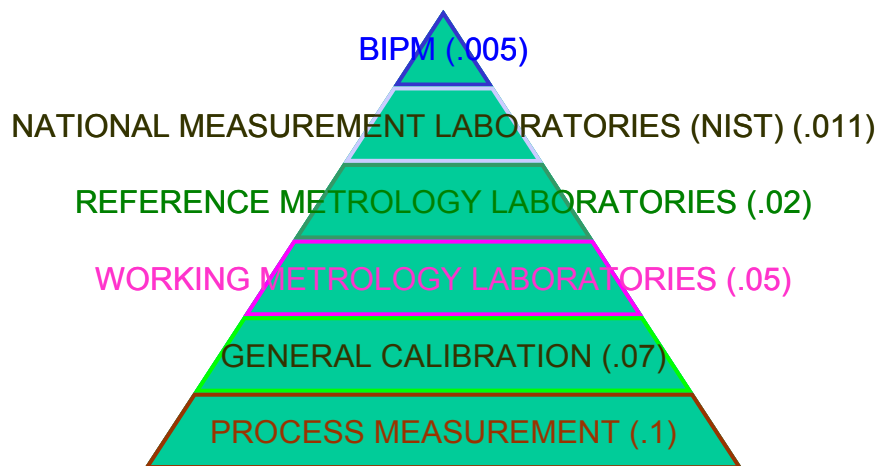 BIPM (.005)
NATIONAL MEASUREMENT LABORATORIES (NIST) (.011)
REFERENCE METROLOGY LABORATORIES (.02)
WORKING METROLOGY LABORATORIES (.05)
GENERAL CALIBRATION (.07)
PROCESS MEASUREMENT (.1)